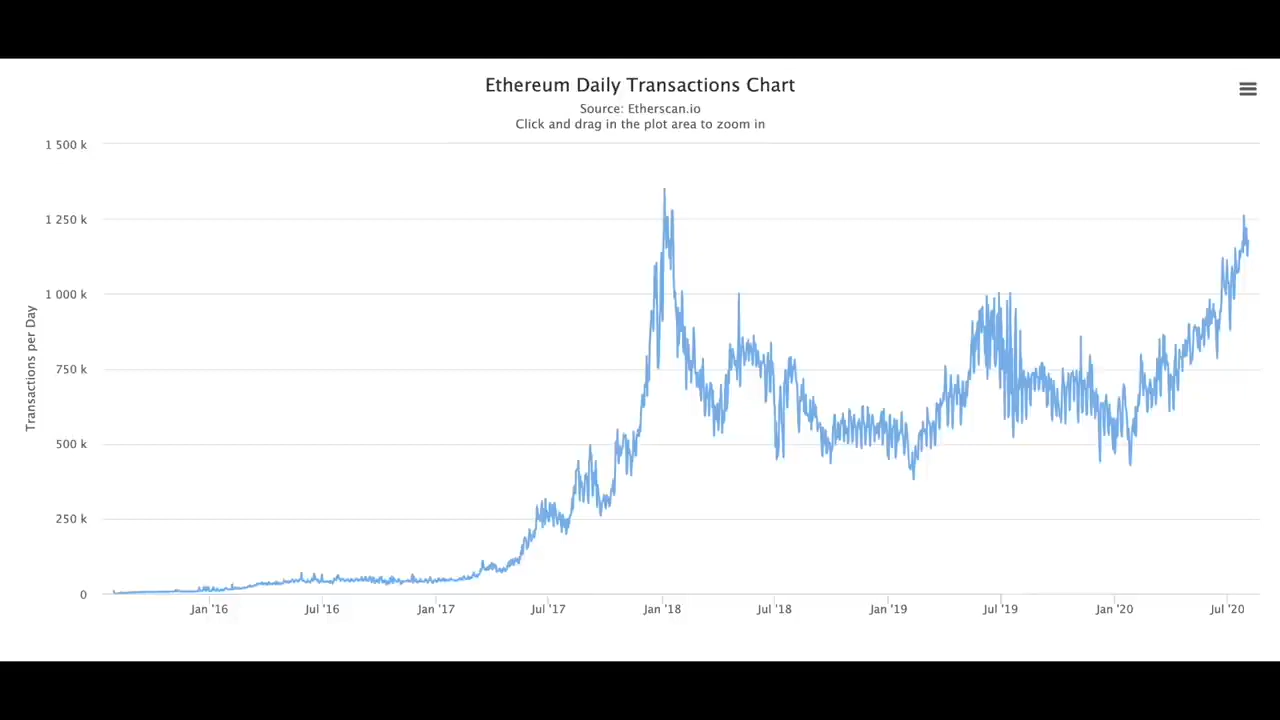 Ethereum Daily Transactions Chart
Source: Etherscan.io
Click and drag in the plot area to zoom in
Transactions per Day
1 500 k
1 250 k
1 000 k
750 k
500 k
250 k
0
Jan '16
Jul '16
Jan '17
Jul '17
Jan '18
Jul '18
Jan '19
Jul '19
Jan '20
Jul '20